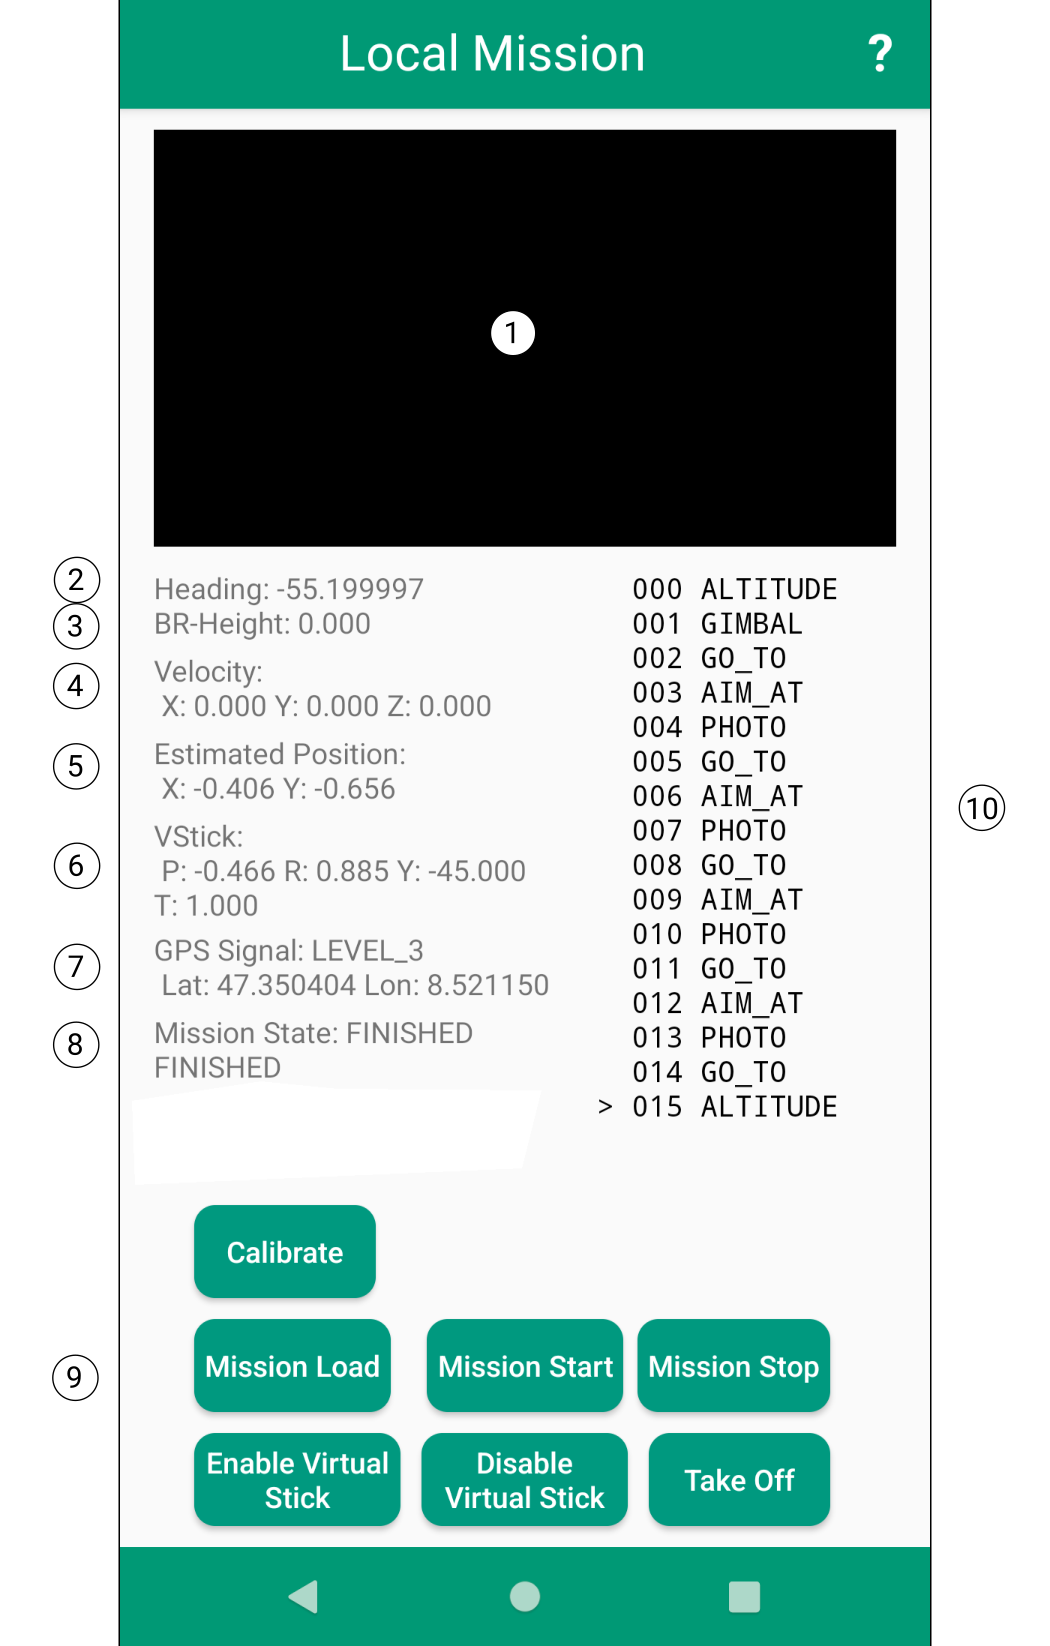 Local Mission ?
1
2
Heading: -55.199997
3
BR-Height: 0.000
4
Velocity:
X: 0.000 Y: 0.000 Z: 0.000
5
Estimated Position:
X: -0.406 Y: -0.656
6
VStick:
P: -0.466 R: 0.885 Y: -45.000
T: 1.000
7
GPS Signal: LEVEL_3
Lat: 47.350404 Lon: 8.521150
8
Mission State: FINISHED
FINISHED
000 ALTITUDE
001 GIMBAL
002 GO_TO
003 AIM_AT
004 PHOTO
005 GO_TO
006 AIM_AT
007 PHOTO
008 GO_TO
009 AIM_AT
010 PHOTO
011 GO_TO
012 AIM_AT
013 PHOTO
014 GO_TO
> 015 ALTITUDE
10
Calibrate
9
Mission Load
Mission Start
Mission Stop
Enable Virtual
Stick
Disable
Virtual Stick
Take Off